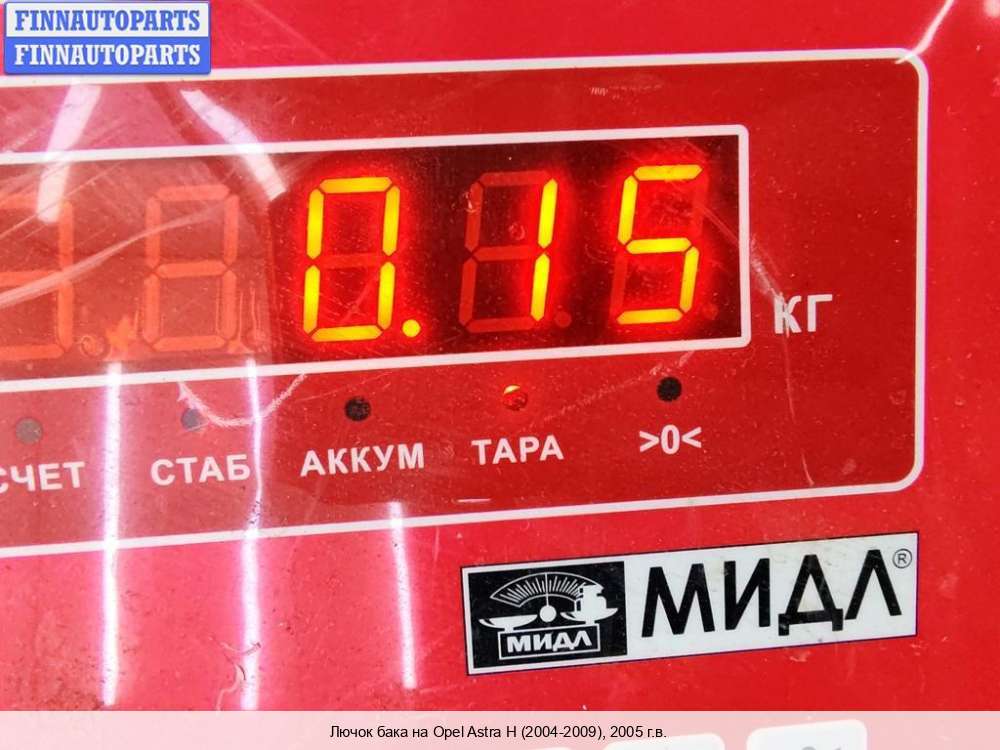 FINNAUTOPARTS
FINNAUTOPARTS
0.15
КГ
СЧЕТ СТАБ АККУМ ТАРА >0<
МИДЛ МИДЛ®
Лючок бака на Opel Astra H (2004-2009), 2005 г.в.